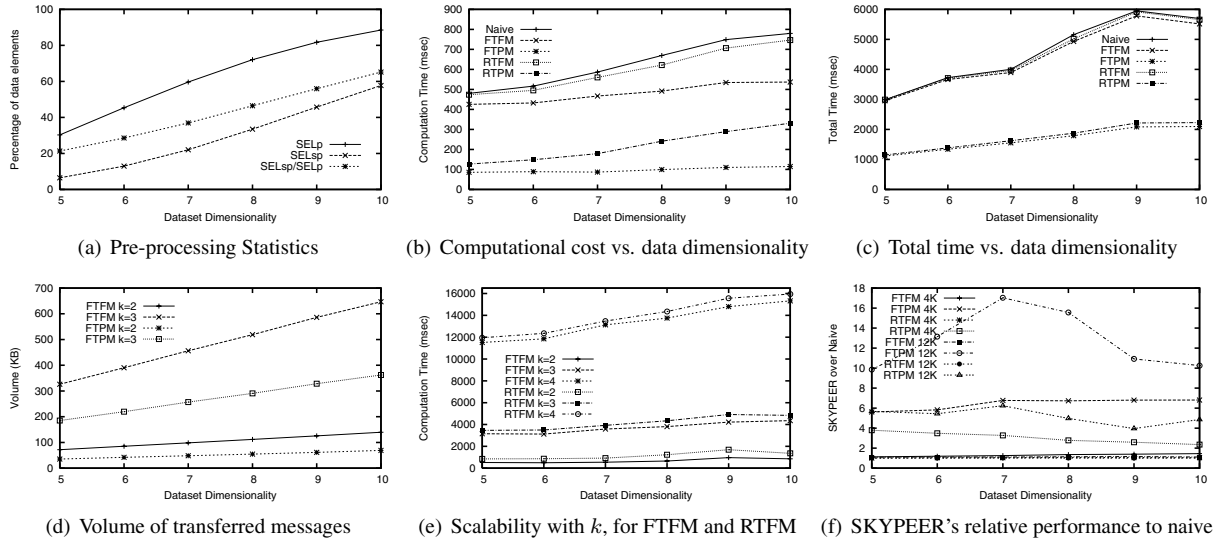 100
80
60
40
20
0
Percentage of data elements
SELp
SELsp
SELsp/SELp
5 6 7 8 9 10
Dataset Dimensionality
(a) Pre-processing Statistics
900
800
700
600
500
400
300
200
100
0
Computation Time (msec)
Naive
FTFM
FTPM
RTFM
RTPM
5 6 7 8 9 10
Dataset Dimensionality
(b) Computational cost vs. data dimensionality
6000
5000
4000
3000
2000
1000
0
Total Time (msec)
Naive
FTFM
FTPM
RTFM
RTPM
5 6 7 8 9 10
Dataset Dimensionality
(c) Total time vs. data dimensionality
700
600
500
400
300
200
100
0
Volume (KB)
FTFM k=2
FTFM k=3
FTPM k=2
FTPM k=3
5 6 7 8 9 10
Dataset Dimensionality
(d) Volume of transferred messages
16000
14000
12000
10000
8000
6000
4000
2000
0
Computation Time (msec)
FTFM k=2
FTFM k=3
FTFM k=4
RTFM k=2
RTFM k=3
RTFM k=4
5 6 7 8 9 10
Dataset Dimensionality
(e) Scalability with k, for FTFM and RTFM
18
16
14
12
10
8
6
4
2
0
SKYPEER over Naive
FTFM 4K
FTPM 4K
RTFM 4K
RTPM 4K
FTFM 12K
FTPM 12K
RTFM 12K
RTPM 12K
5 6 7 8 9 10
Dataset Dimensionality
(f) SKYPEER's relative performance to naive